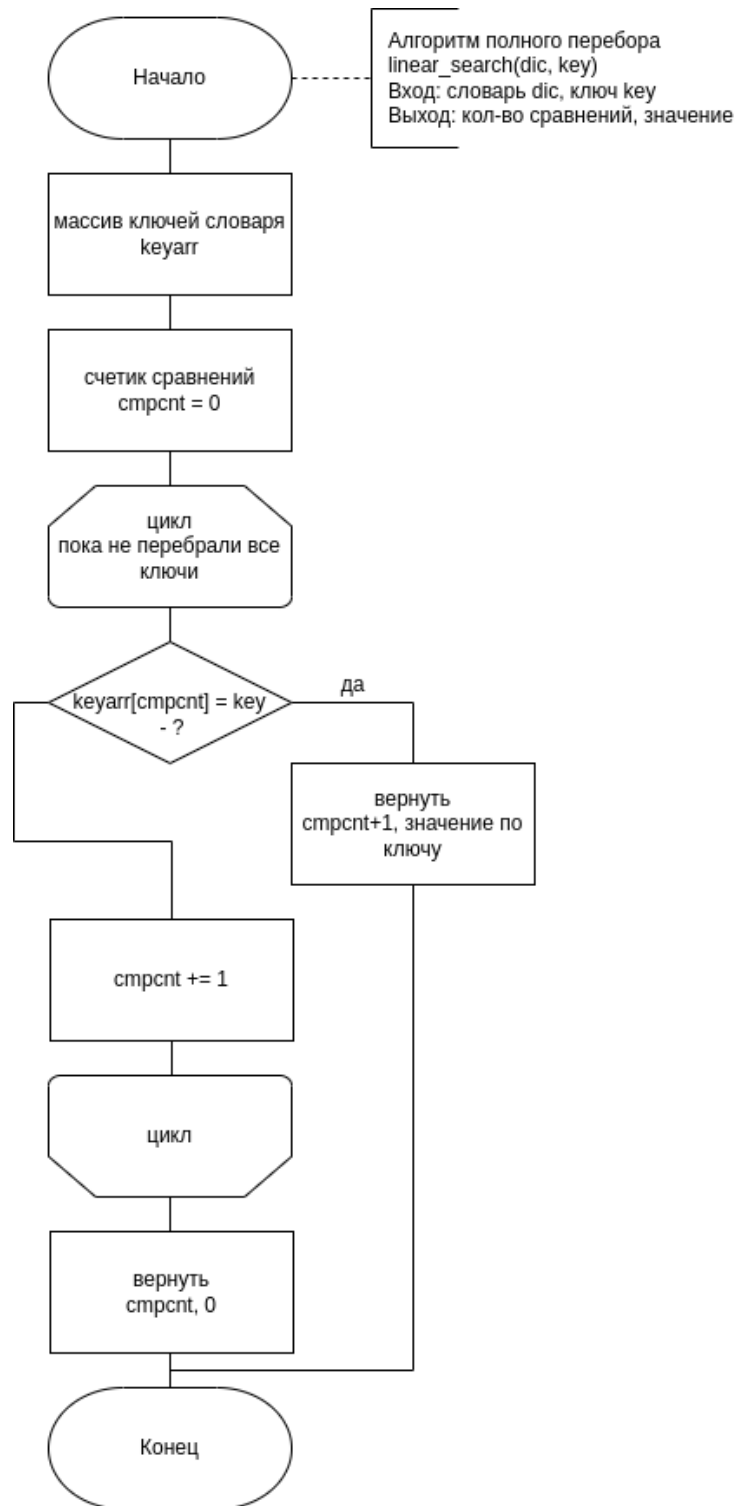 Начало
Алгоритм полного перебора
linear_search(dic, key)
Вход: словарь dic, ключ key
Выход: кол-во сравнений, значение
массив ключей словаря
keyarr
счетик сравнений
cmpcnt = 0
цикл
пока не перебрали все
ключи
keyarr[cmpcnt] = key
- ?
да
вернуть
cmpcnt+1, значение по
ключу
cmpcnt += 1
цикл
вернуть
cmpcnt, 0
Конец